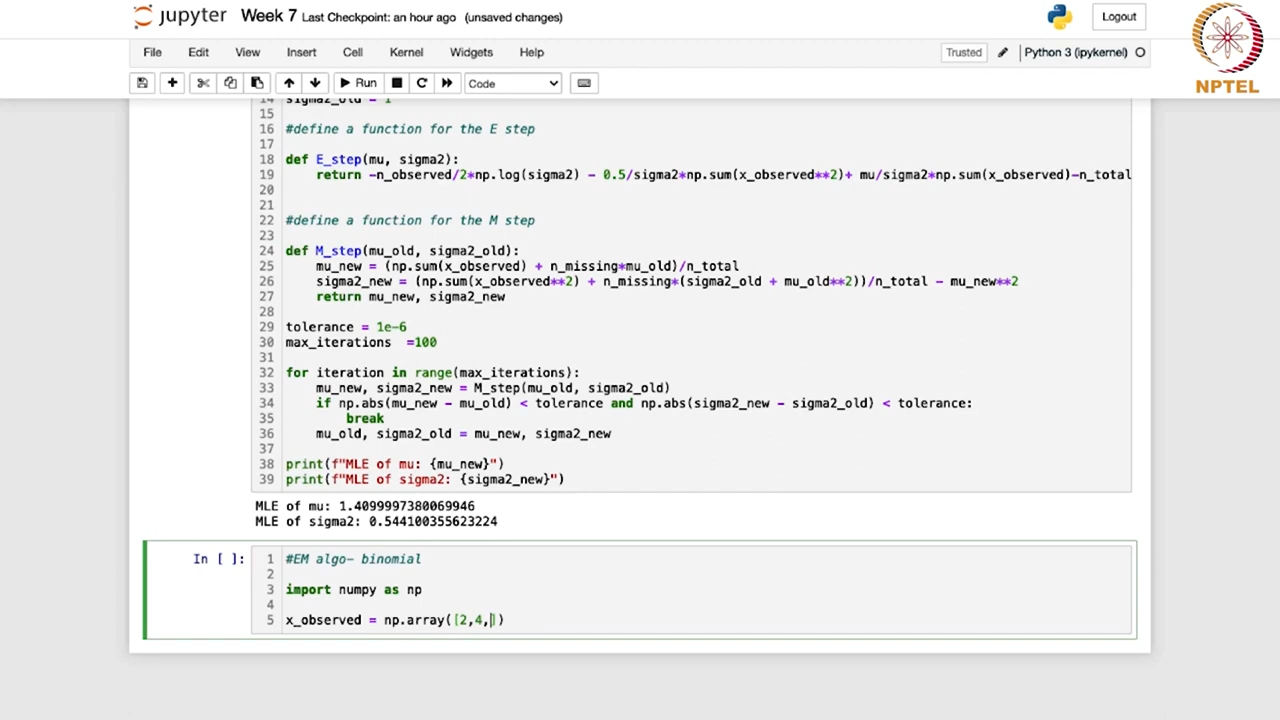 jupyter Week 7 Last Checkpoint: an hour ago (unsaved changes) Logout
NPTEL
File Edit View Insert Cell Kernel Widgets Help Trusted Python 3 (ipykernel)
Run Code
14 sigma2_old = 1
15
16 #define a function for the E step
17
18 def E_step(mu, sigma2):
19 return -n_observed/2*np.log(sigma2) - 0.5/sigma2*np.sum(x_observed**2)+ mu/sigma2*np.sum(x_observed)-n_total
20
21
22 #define a function for the M step
23
24 def M_step(mu_old, sigma2_old):
25 mu_new = (np.sum(x_observed) + n_missing*mu_old)/n_total
26 sigma2_new = (np.sum(x_observed**2) + n_missing*(sigma2_old + mu_old**2))/n_total - mu_new**2
27 return mu_new, sigma2_new
28
29 tolerance = 1e-6
30 max_iterations =100
31
32 for iteration in range(max_iterations):
33 mu_new, sigma2_new = M_step(mu_old, sigma2_old)
34 if np.abs(mu_new - mu_old) < tolerance and np.abs(sigma2_new - sigma2_old) < tolerance:
35 break
36 mu_old, sigma2_old = mu_new, sigma2_new
37
38 print(f"MLE of mu: {mu_new}")
39 print(f"MLE of sigma2: {sigma2_new}")
MLE of mu: 1.4099997380069946
MLE of sigma2: 0.544100355623224
In [ ]: 1 #EM algo- binomial
2
3 import numpy as np
4
5 x_observed = np.array([2,4,])